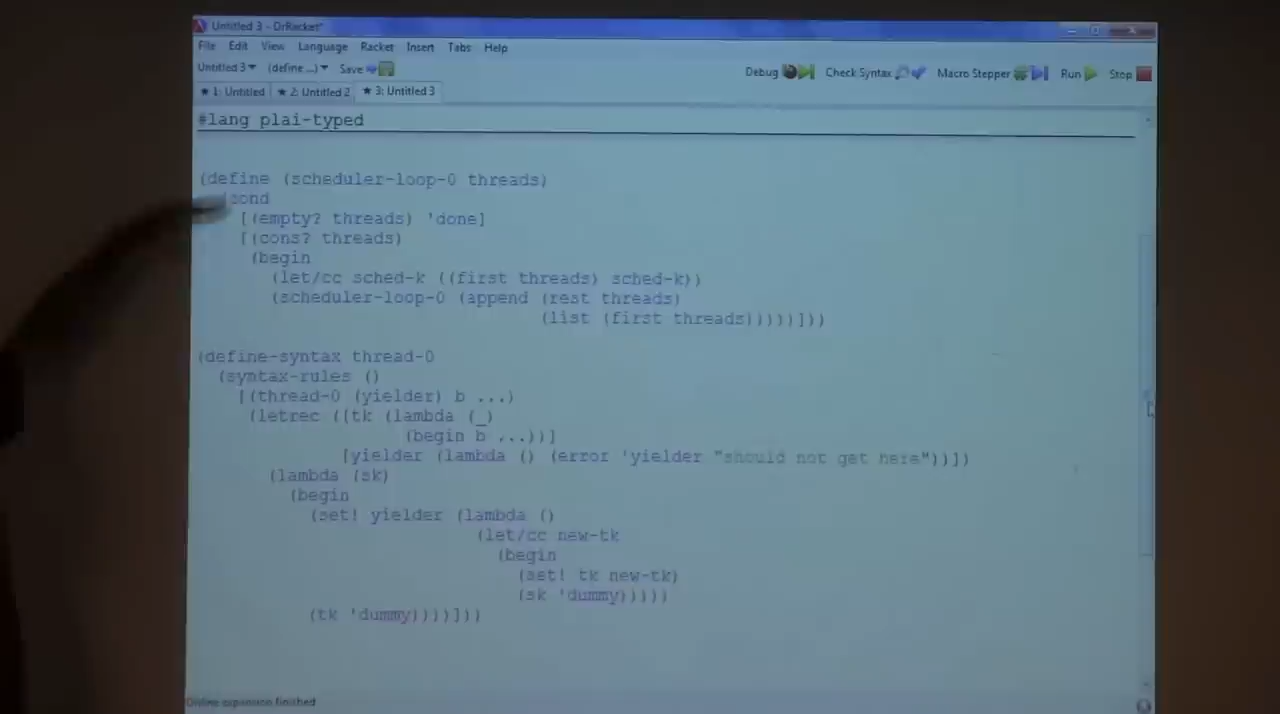 Untitled 3 - DrRacket*
File Edit View Language Racket Insert Tabs Help
Untitled 3 (define ...) Save Debug Check Syntax Macro Stepper Run Stop
1: Untitled 2: Untitled 2 3: Untitled 3
#lang plai-typed
(define (scheduler-loop-0 threads)
(cond
[(empty? threads) 'done]
[(cons? threads)
(begin
(let/cc sched-k ((first threads) sched-k))
(scheduler-loop-0 (append (rest threads)
(list (first threads))))]))
(define-syntax thread-0
(syntax-rules ()
[(thread-0 (yielder) b ...)
(letrec ([tk (lambda (_)
(begin b ...))]
[yielder (lambda () (error 'yielder "should not get here"))])
(lambda (sk)
(begin
(set! yielder (lambda ()
(let/cc new-tk
(begin
(set! tk new-tk)
(sk 'dummy)))))
(tk 'dummy))))]))
Online expansion finished